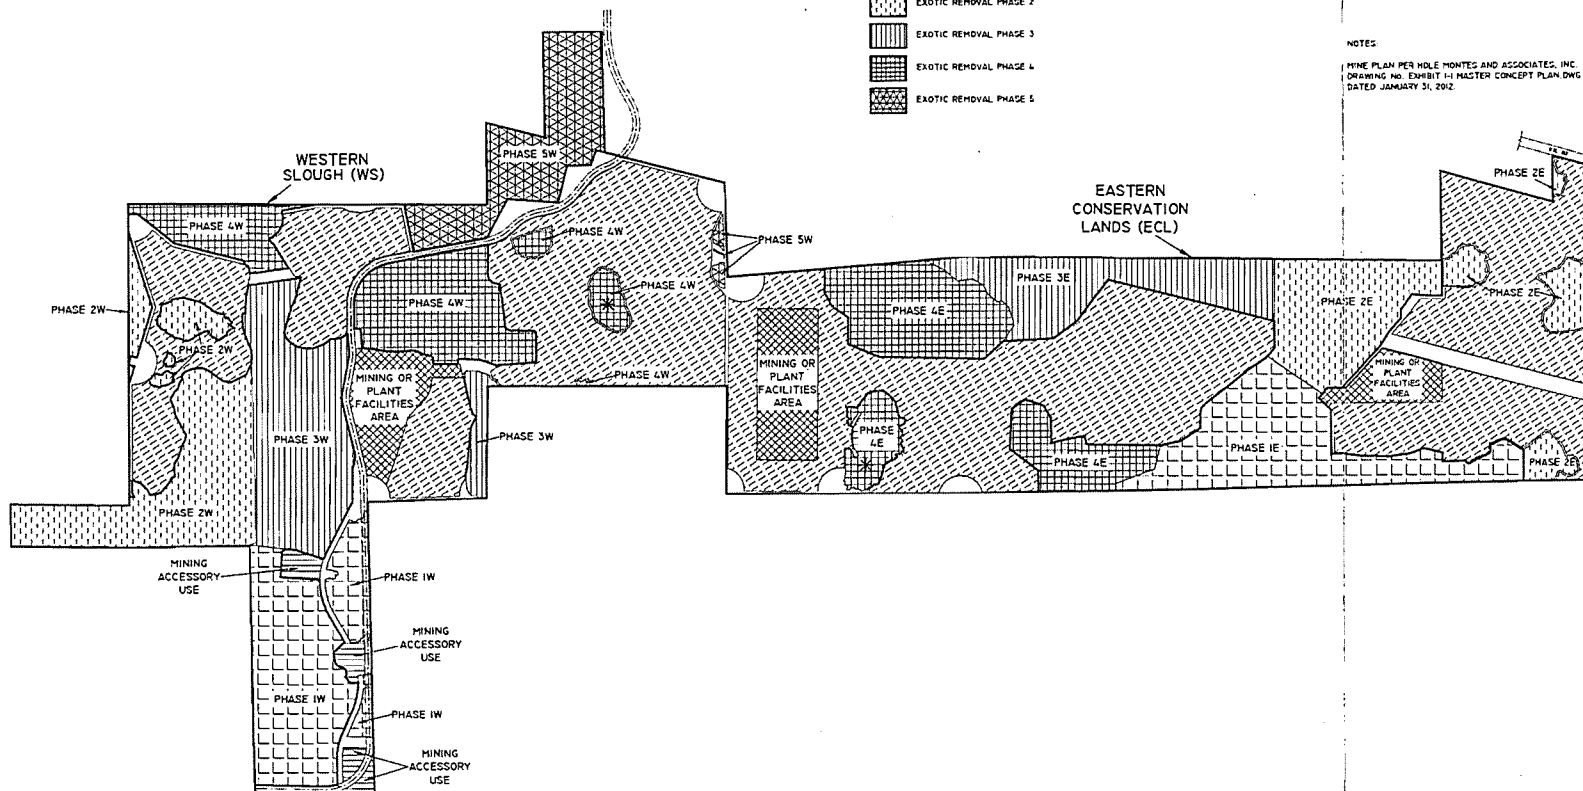 EXOTIC REMOVAL PHASE 2
EXOTIC REMOVAL PHASE 3
EXOTIC REMOVAL PHASE 4
EXOTIC REMOVAL PHASE 5
NOTES:
MINE PLAN PER HOLE MONTES AND ASSOCIATES, INC.
DRAWING No. EXHIBIT I-1 MASTER CONCEPT PLAN.DWG
DATED JANUARY 31, 2012.
WESTERN
SLOUGH (WS)
PHASE 5W
PHASE 4W
PHASE 4W
PHASE 5W
PHASE 4W
PHASE 4W
PHASE 2W
PHASE 2W
PHASE 4W
MINING OR
PLANT
FACILITIES
AREA
PHASE 3W
PHASE 3W
PHASE 2W
MINING
ACCESSORY
USE
PHASE 1W
MINING
ACCESSORY
USE
PHASE 1W
PHASE 1W
MINING
ACCESSORY
USE
EASTERN
CONSERVATION
LANDS (ECL)
PHASE 2E
PHASE 3E
PHASE 2E
PHASE 2E
PHASE 4E
MINING OR
PLANT
FACILITIES
AREA
MINING OR
PLANT
FACILITIES
AREA
PHASE
4E
PHASE 4E
PHASE 1E
PHASE 2E